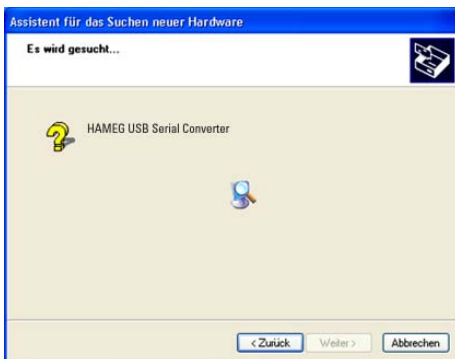 Assistent für das Suchen neuer Hardware
Es wird gesucht...
HAMEG USB Serial Converter
< Zurück Weiter > Abbrechen